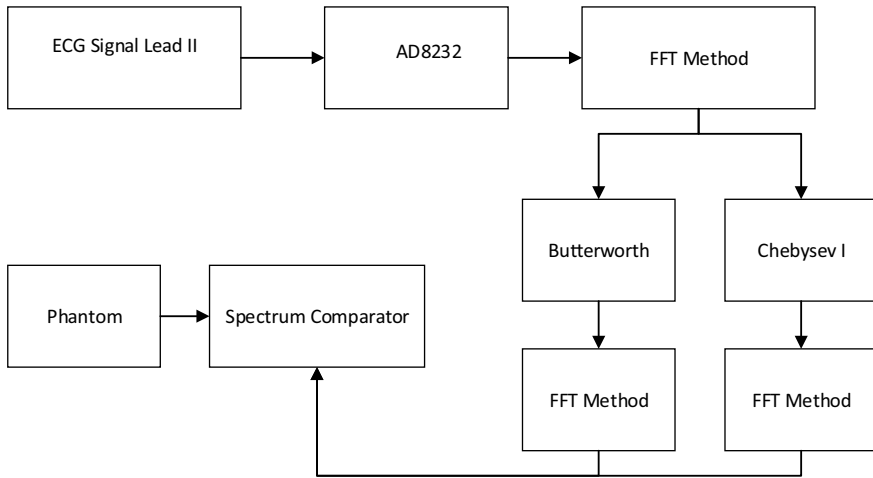 ECG Signal Lead II
AD8232
FFT Method
Butterworth
Chebysev I
Phantom
Spectrum Comparator
FFT Method
FFT Method